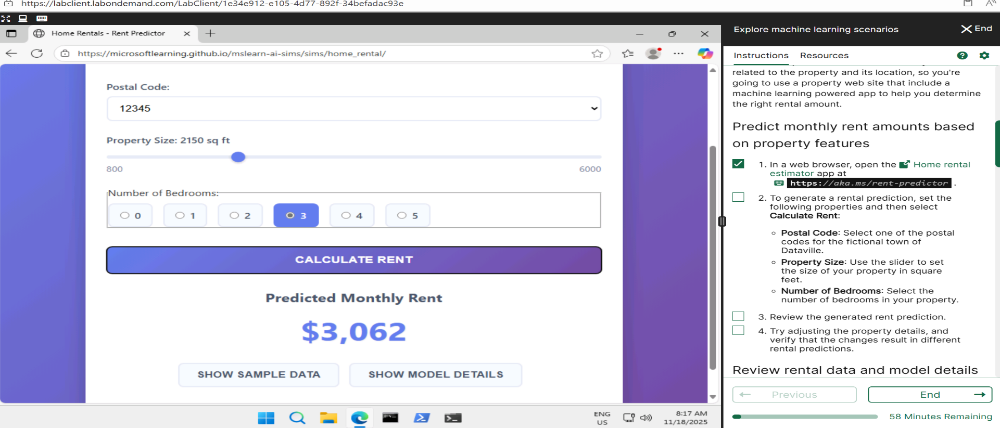 https://labclient.labondemand.com/LabClient/1e34e912-e105-4d77-892f-34befadac93e
Home Rentals - Rent Predictor
https://microsoftlearning.github.io/mslearn-ai-sims/sims/home_rental/
Postal Code:
12345
Property Size: 2150 sq ft
800
6000
Number of Bedrooms:
0
1
2
3
4
5
CALCULATE RENT
Predicted Monthly Rent
$3,062
SHOW SAMPLE DATA
SHOW MODEL DETAILS
ENG
US
8:17 AM
11/18/2025
Explore machine learning scenarios
End
Instructions
Resources
related to the property and its location, so you're
going to use a property web site that include a
machine learning powered app to help you determine
the right rental amount.
Predict monthly rent amounts based
on property features
1. In a web browser, open the Home rental
estimator app at
https://aka.ms/rent-predictor .
2. To generate a rental prediction, set the
following properties and then select
Calculate Rent:
Postal Code: Select one of the postal
codes for the fictional town of
Dataville.
Property Size: Use the slider to set
the size of your property in square
feet.
Number of Bedrooms: Select the
number of bedrooms in your property.
3. Review the generated rent prediction.
4. Try adjusting the property details, and
verify that the changes result in different
rental predictions.
Review rental data and model details
Previous
End
58 Minutes Remaining